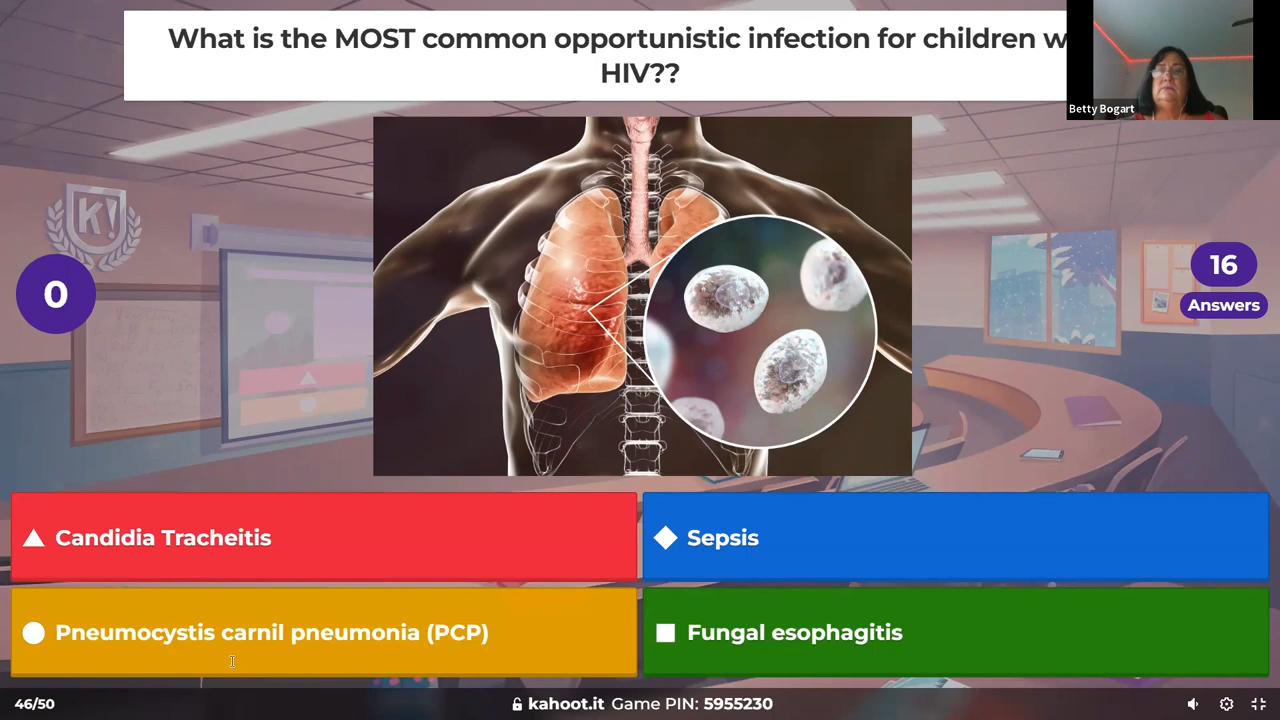 What is the MOST common opportunistic infection for children w
HIV??
Betty Bogart
K!
0
16
Answers
Candidia Tracheitis
Sepsis
Pneumocystis carnil pneumonia (PCP)
Fungal esophagitis
46/50
kahoot.it Game PIN: 5955230